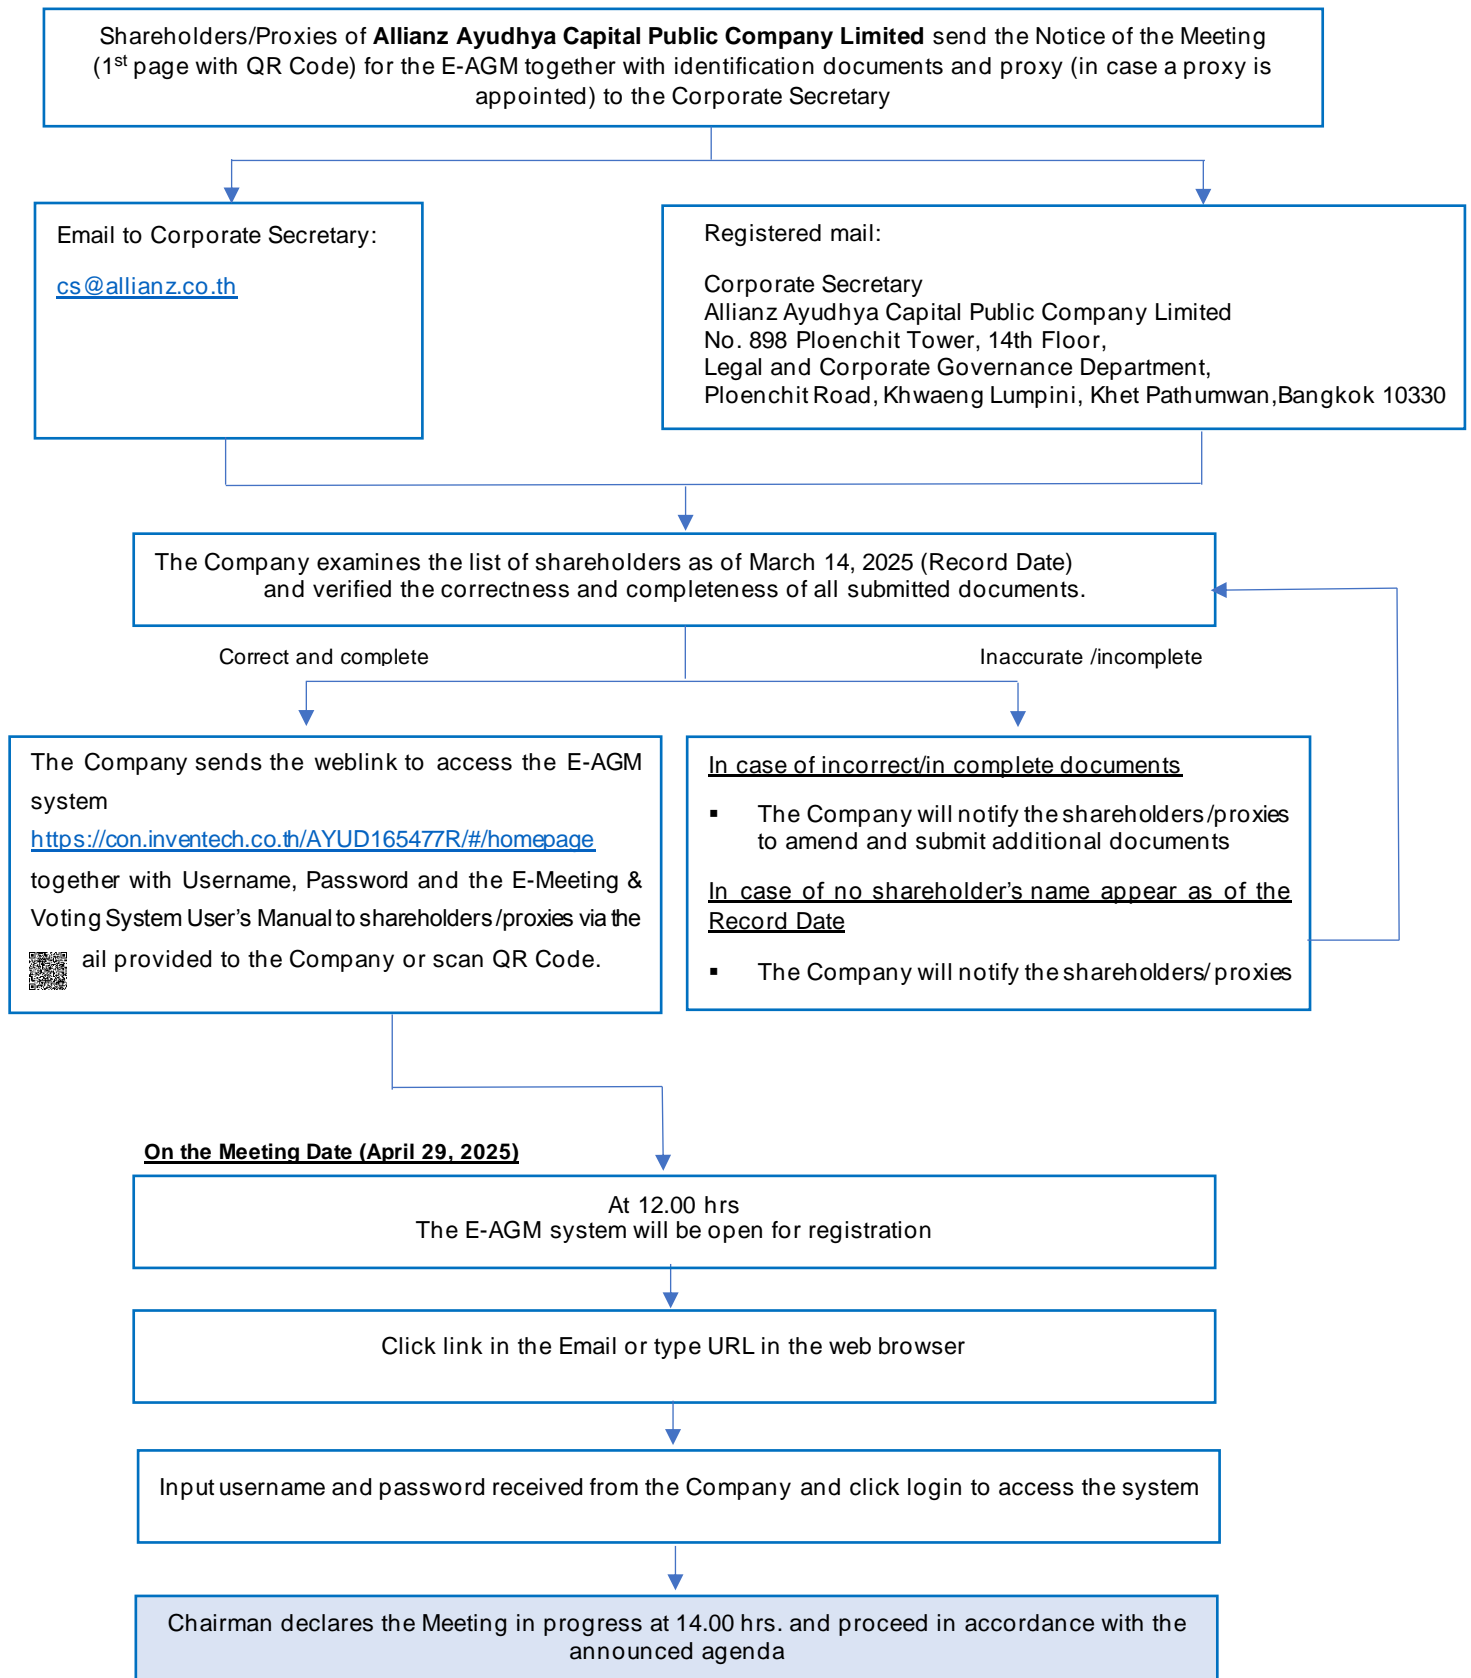 Shareholders/Proxies of Allianz Ayudhya Capital Public Company Limited send the Notice of the Meeting
(1st page with QR Code) for the E-AGM together with identification documents and proxy (in case a proxy is
appointed) to the Corporate Secretary
Email to Corporate Secretary:
cs@allianz.co.th
Registered mail:
Corporate Secretary
Allianz Ayudhya Capital Public Company Limited
No. 898 Ploenchit Tower, 14th Floor,
Legal and Corporate Governance Department,
Ploenchit Road, Khwaeng Lumpini, Khet Pathumwan,Bangkok 10330
The Company examines the list of shareholders as of March 14, 2025 (Record Date)
and verified the correctness and completeness of all submitted documents.
Correct and complete
Inaccurate /incomplete
The Company sends the weblink to access the E-AGM
system
https://con.inventech.co.th/AYUD165477R/#/homepage
together with Username, Password and the E-Meeting &
Voting System User's Manual to shareholders/proxies via the
ail provided to the Company or scan QR Code.
In case of incorrect/in complete documents
▪ The Company will notify the shareholders/proxies
to amend and submit additional documents
In case of no shareholder's name appear as of the
Record Date
▪ The Company will notify the shareholders/ proxies
On the Meeting Date (April 29, 2025)
At 12.00 hrs
The E-AGM system will be open for registration
Click link in the Email or type URL in the web browser
Input username and password received from the Company and click login to access the system
Chairman declares the Meeting in progress at 14.00 hrs. and proceed in accordance with the
announced agenda